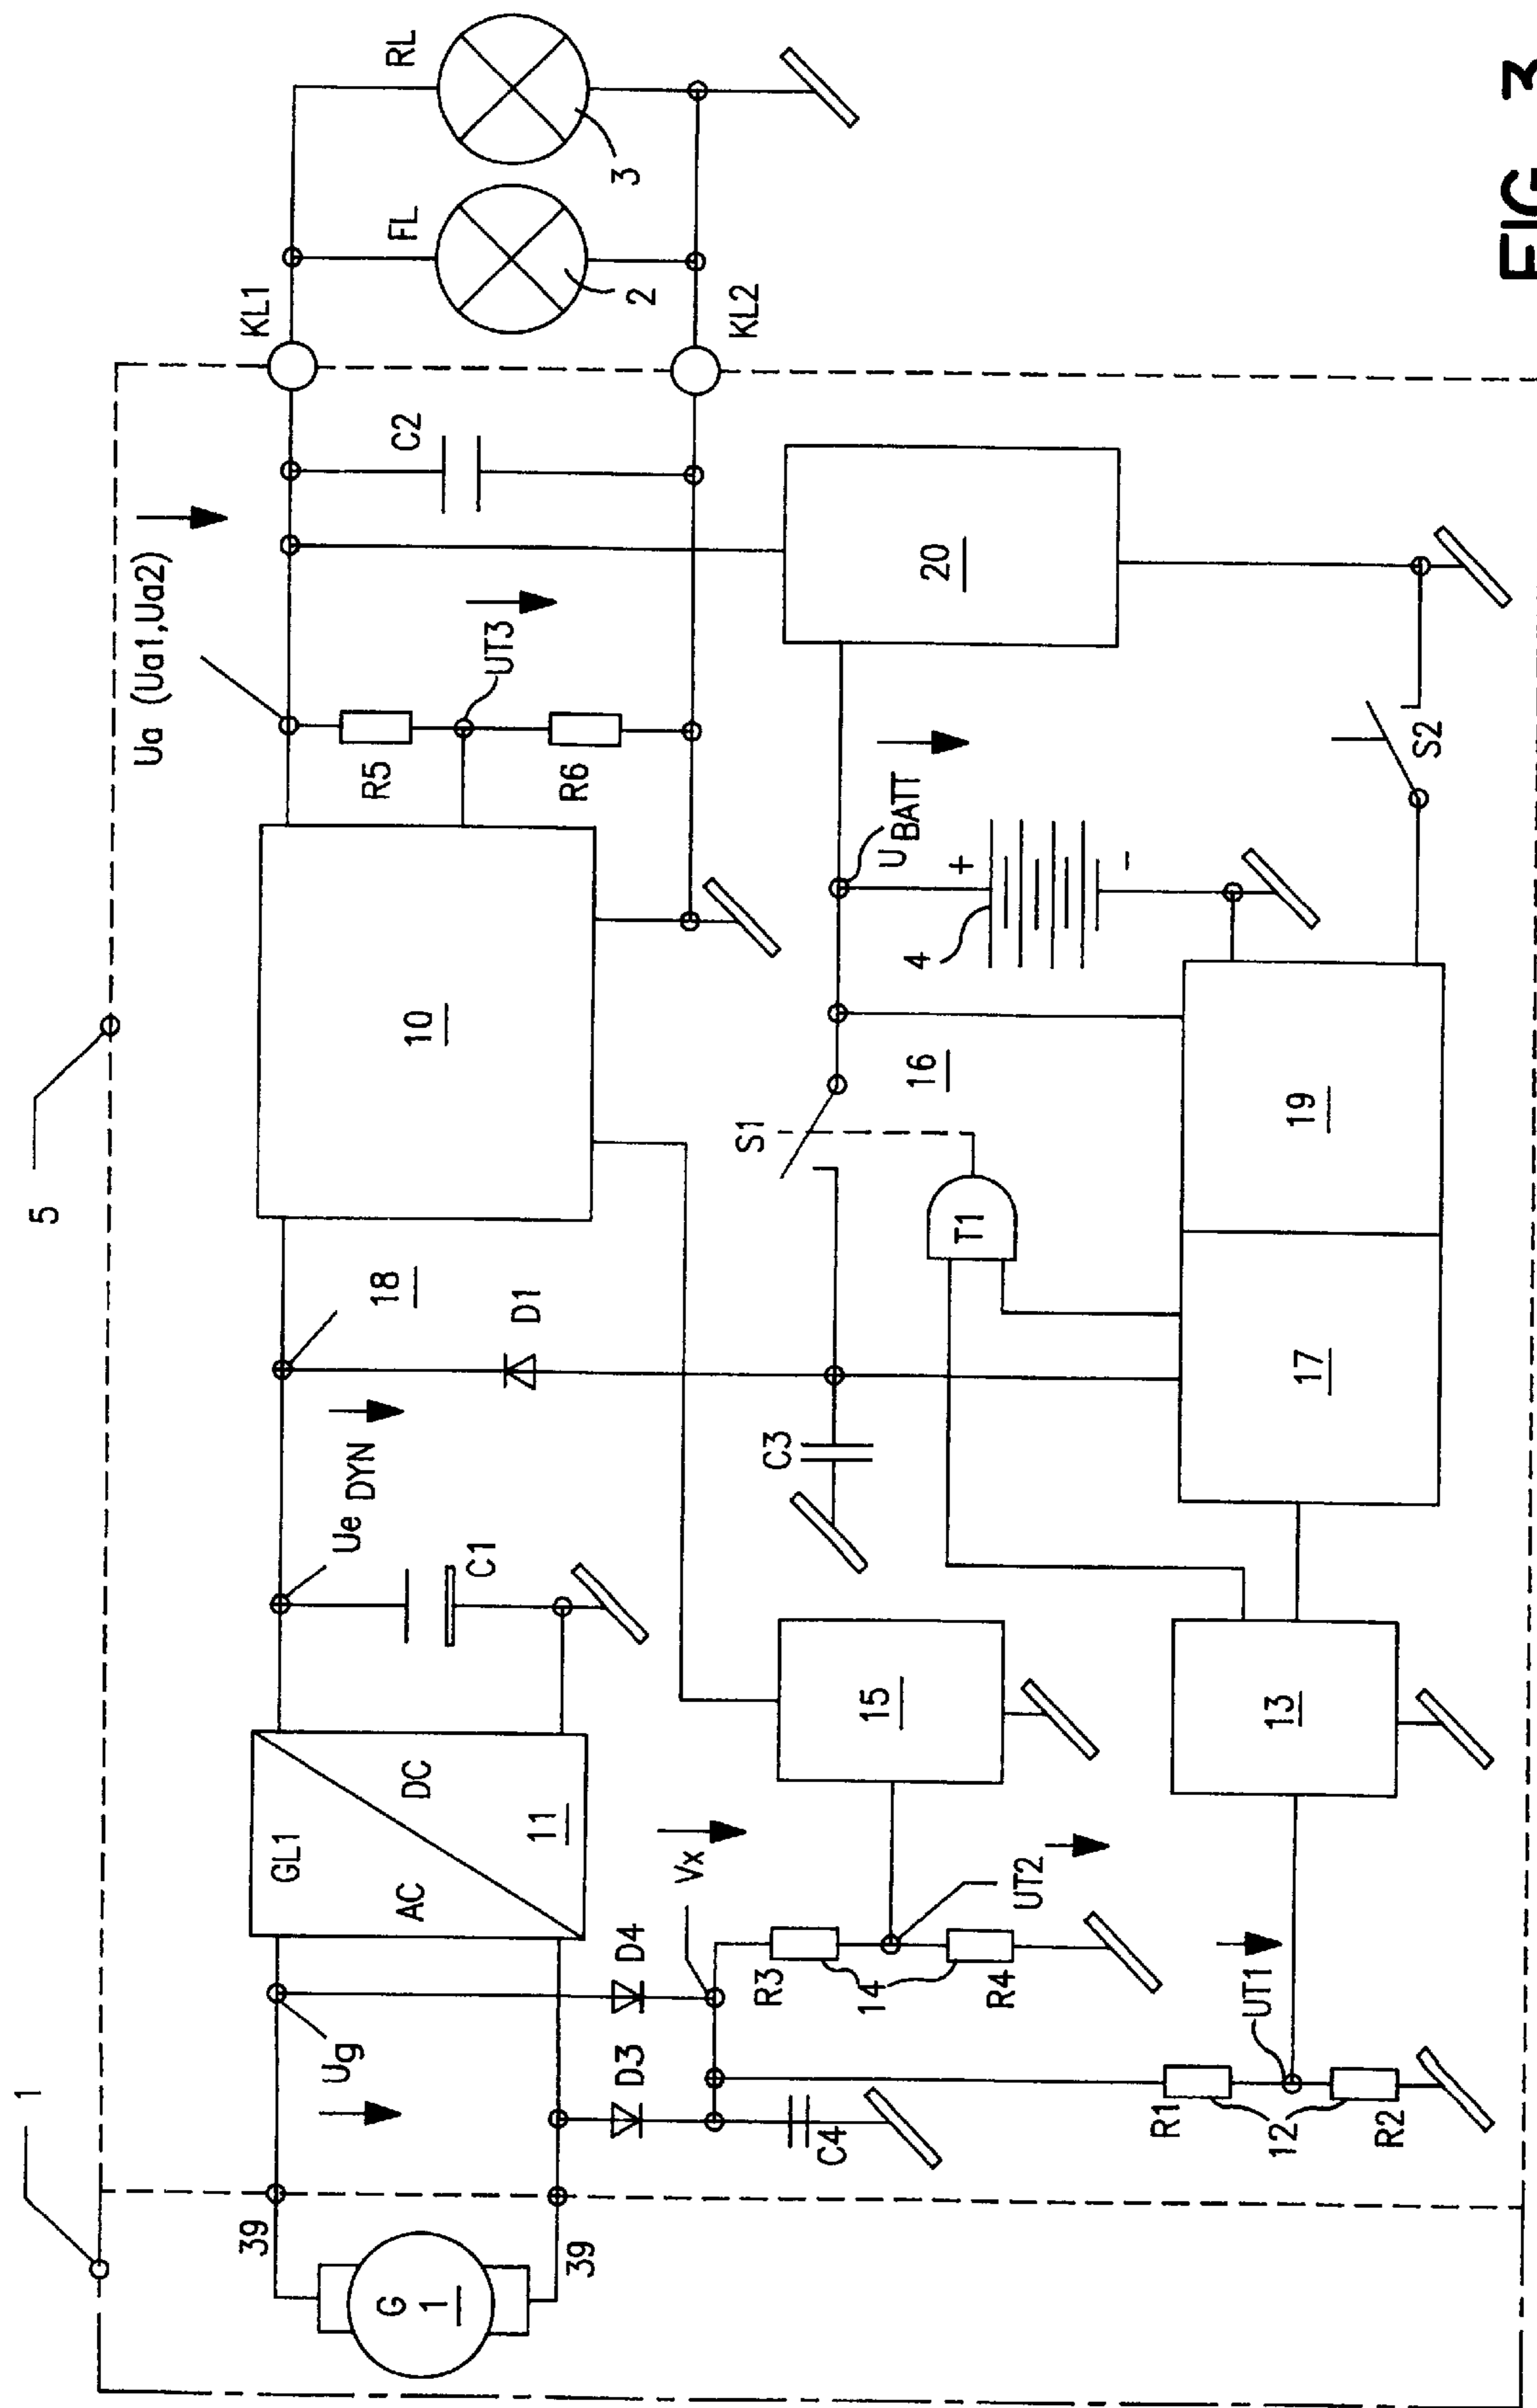 1
5
G
1
39
39
Ug
GL1
AC
DC
11
Ue DYN
C1
18
D1
10
Ua (Ua1,Ua2)
R5
R6
UT3
C2
KL1
KL2
FL
RL
2
3
D3
D4
Vx
C4
R3
R4
14
UT2
15
C3
S1
16
T1
4
+
-
U BATT
20
R1
R2
12
UT1
13
17
19
S2
FIG. 3